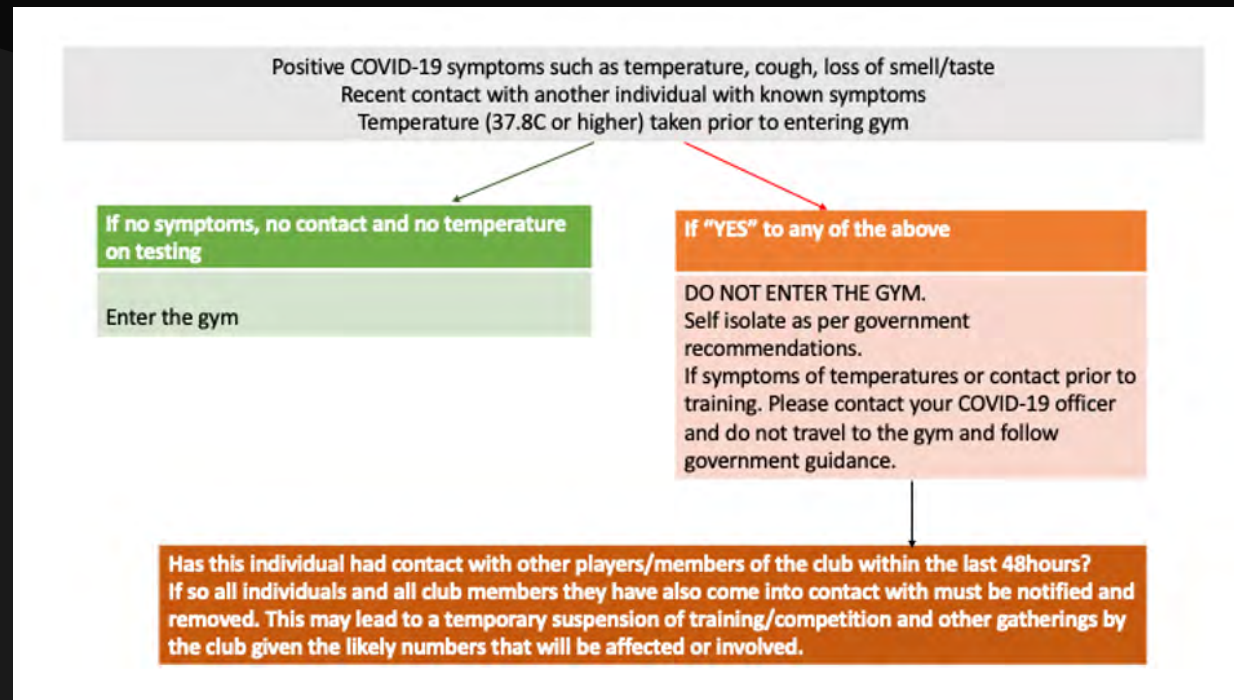 Positive COVID-19 symptoms such as temperature, cough, loss of smell/taste
Recent contact with another individual with known symptoms
Temperature (37.8C or higher) taken prior to entering gym
If no symptoms, no contact and no temperature
on testing
Enter the gym
If "YES" to any of the above
DO NOT ENTER THE GYM.
Self isolate as per government
recommendations.
If symptoms of temperatures or contact prior to
training. Please contact your COVID-19 officer
and do not travel to the gym and follow
government guidance.
Has this individual had contact with other players/members of the club within the last 48hours?
If so all individuals and all club members they have also come into contact with must be notified and
removed. This may lead to a temporary suspension of training/competition and other gatherings by
the club given the likely numbers that will be affected or involved.